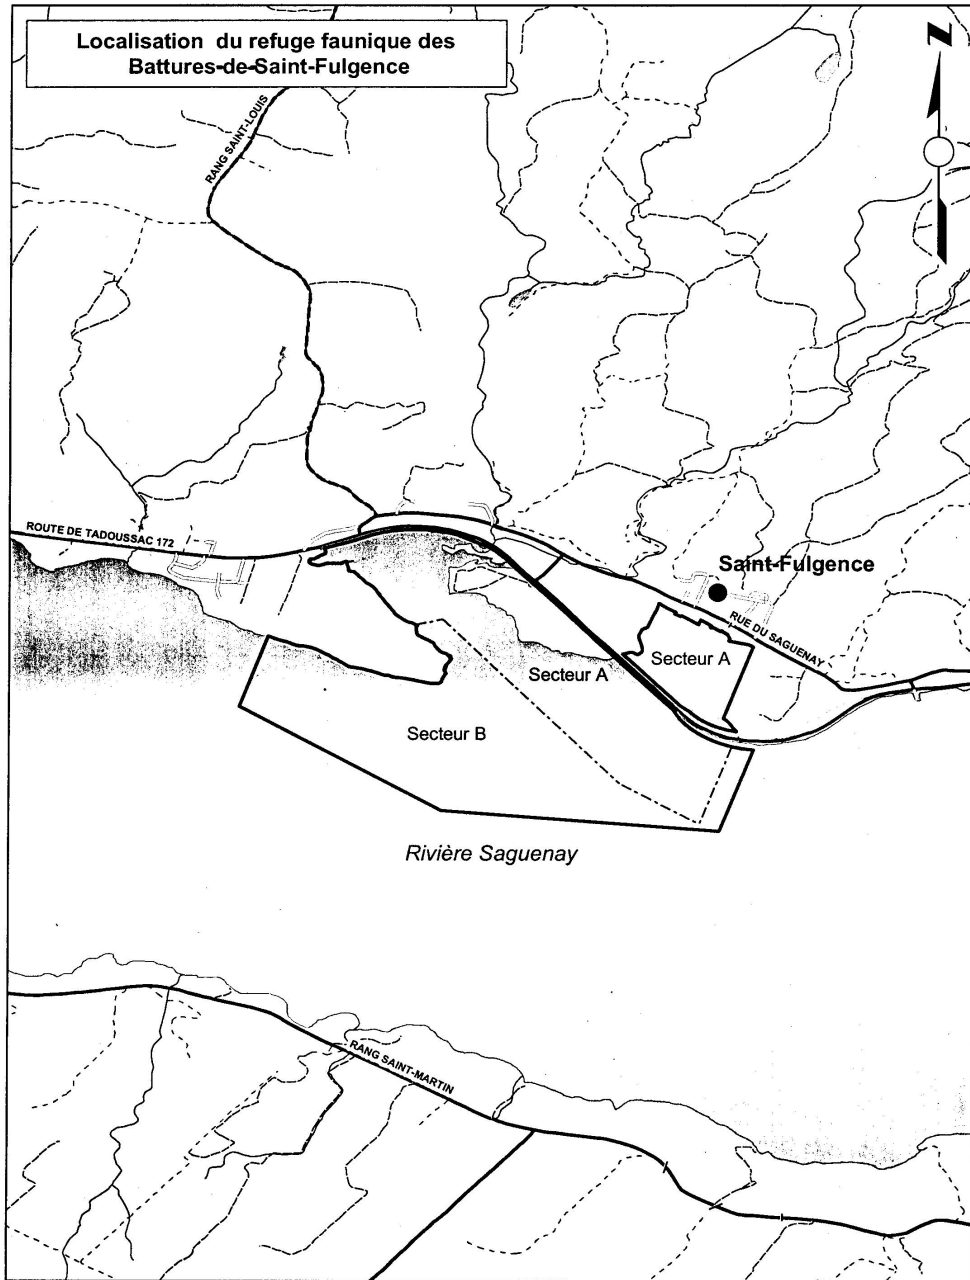 Localisation du refuge faunique des
Battures-de-Saint-Fulgence
N
RANG SAINT-LOUIS
ROUTE DE TADOUSSAC 172
Saint-Fulgence
RUE DU SAGUENAY
Secteur A
Secteur A
Secteur B
Rivière Saguenay
RANG SAINT-MARTIN